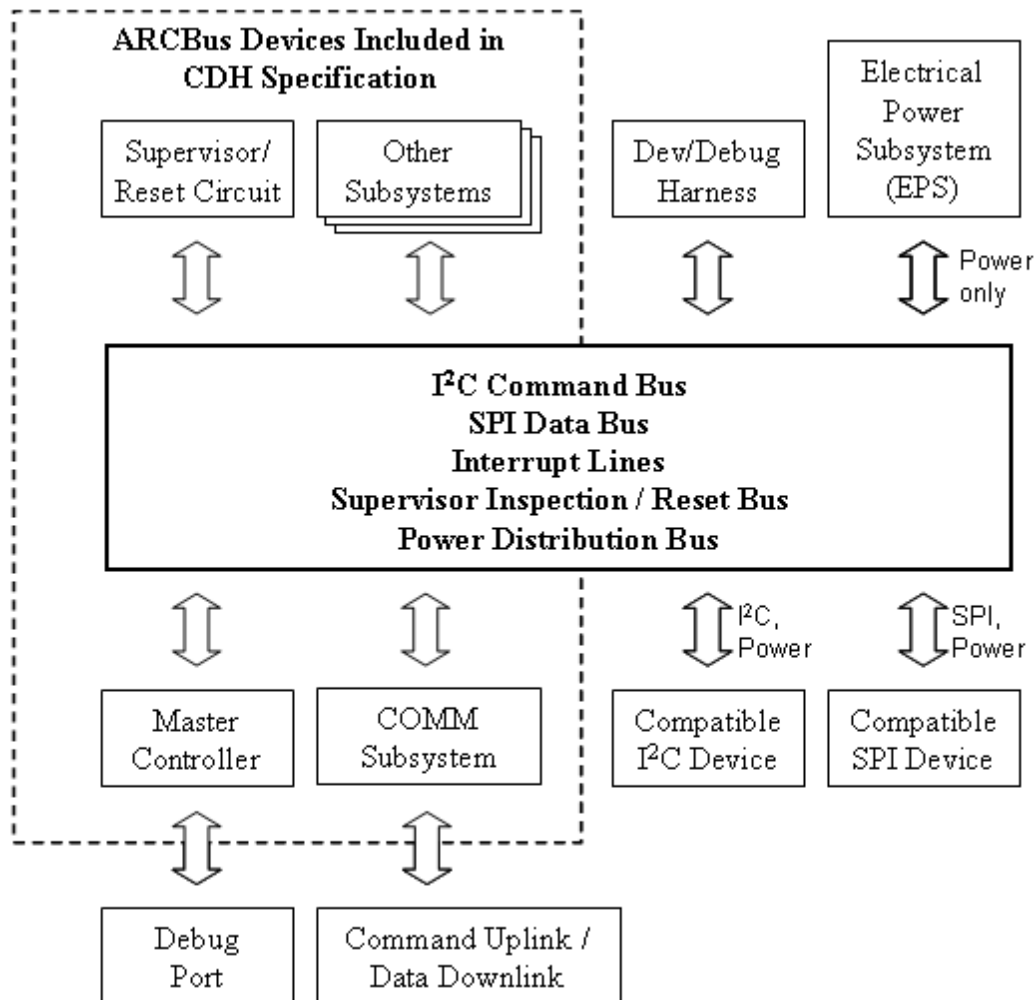 ARCBus Devices Included in
CDH Specification
Supervisor/
Reset Circuit
Other
Subsystems
Dev/Debug
Harness
Electrical
Power
Subsystem
(EPS)
Power
only
I²C Command Bus
SPI Data Bus
Interrupt Lines
Supervisor Inspection / Reset Bus
Power Distribution Bus
I²C,
Power
SPI,
Power
Master
Controller
COMM
Subsystem
Compatible
I²C Device
Compatible
SPI Device
Debug
Port
Command Uplink /
Data Downlink